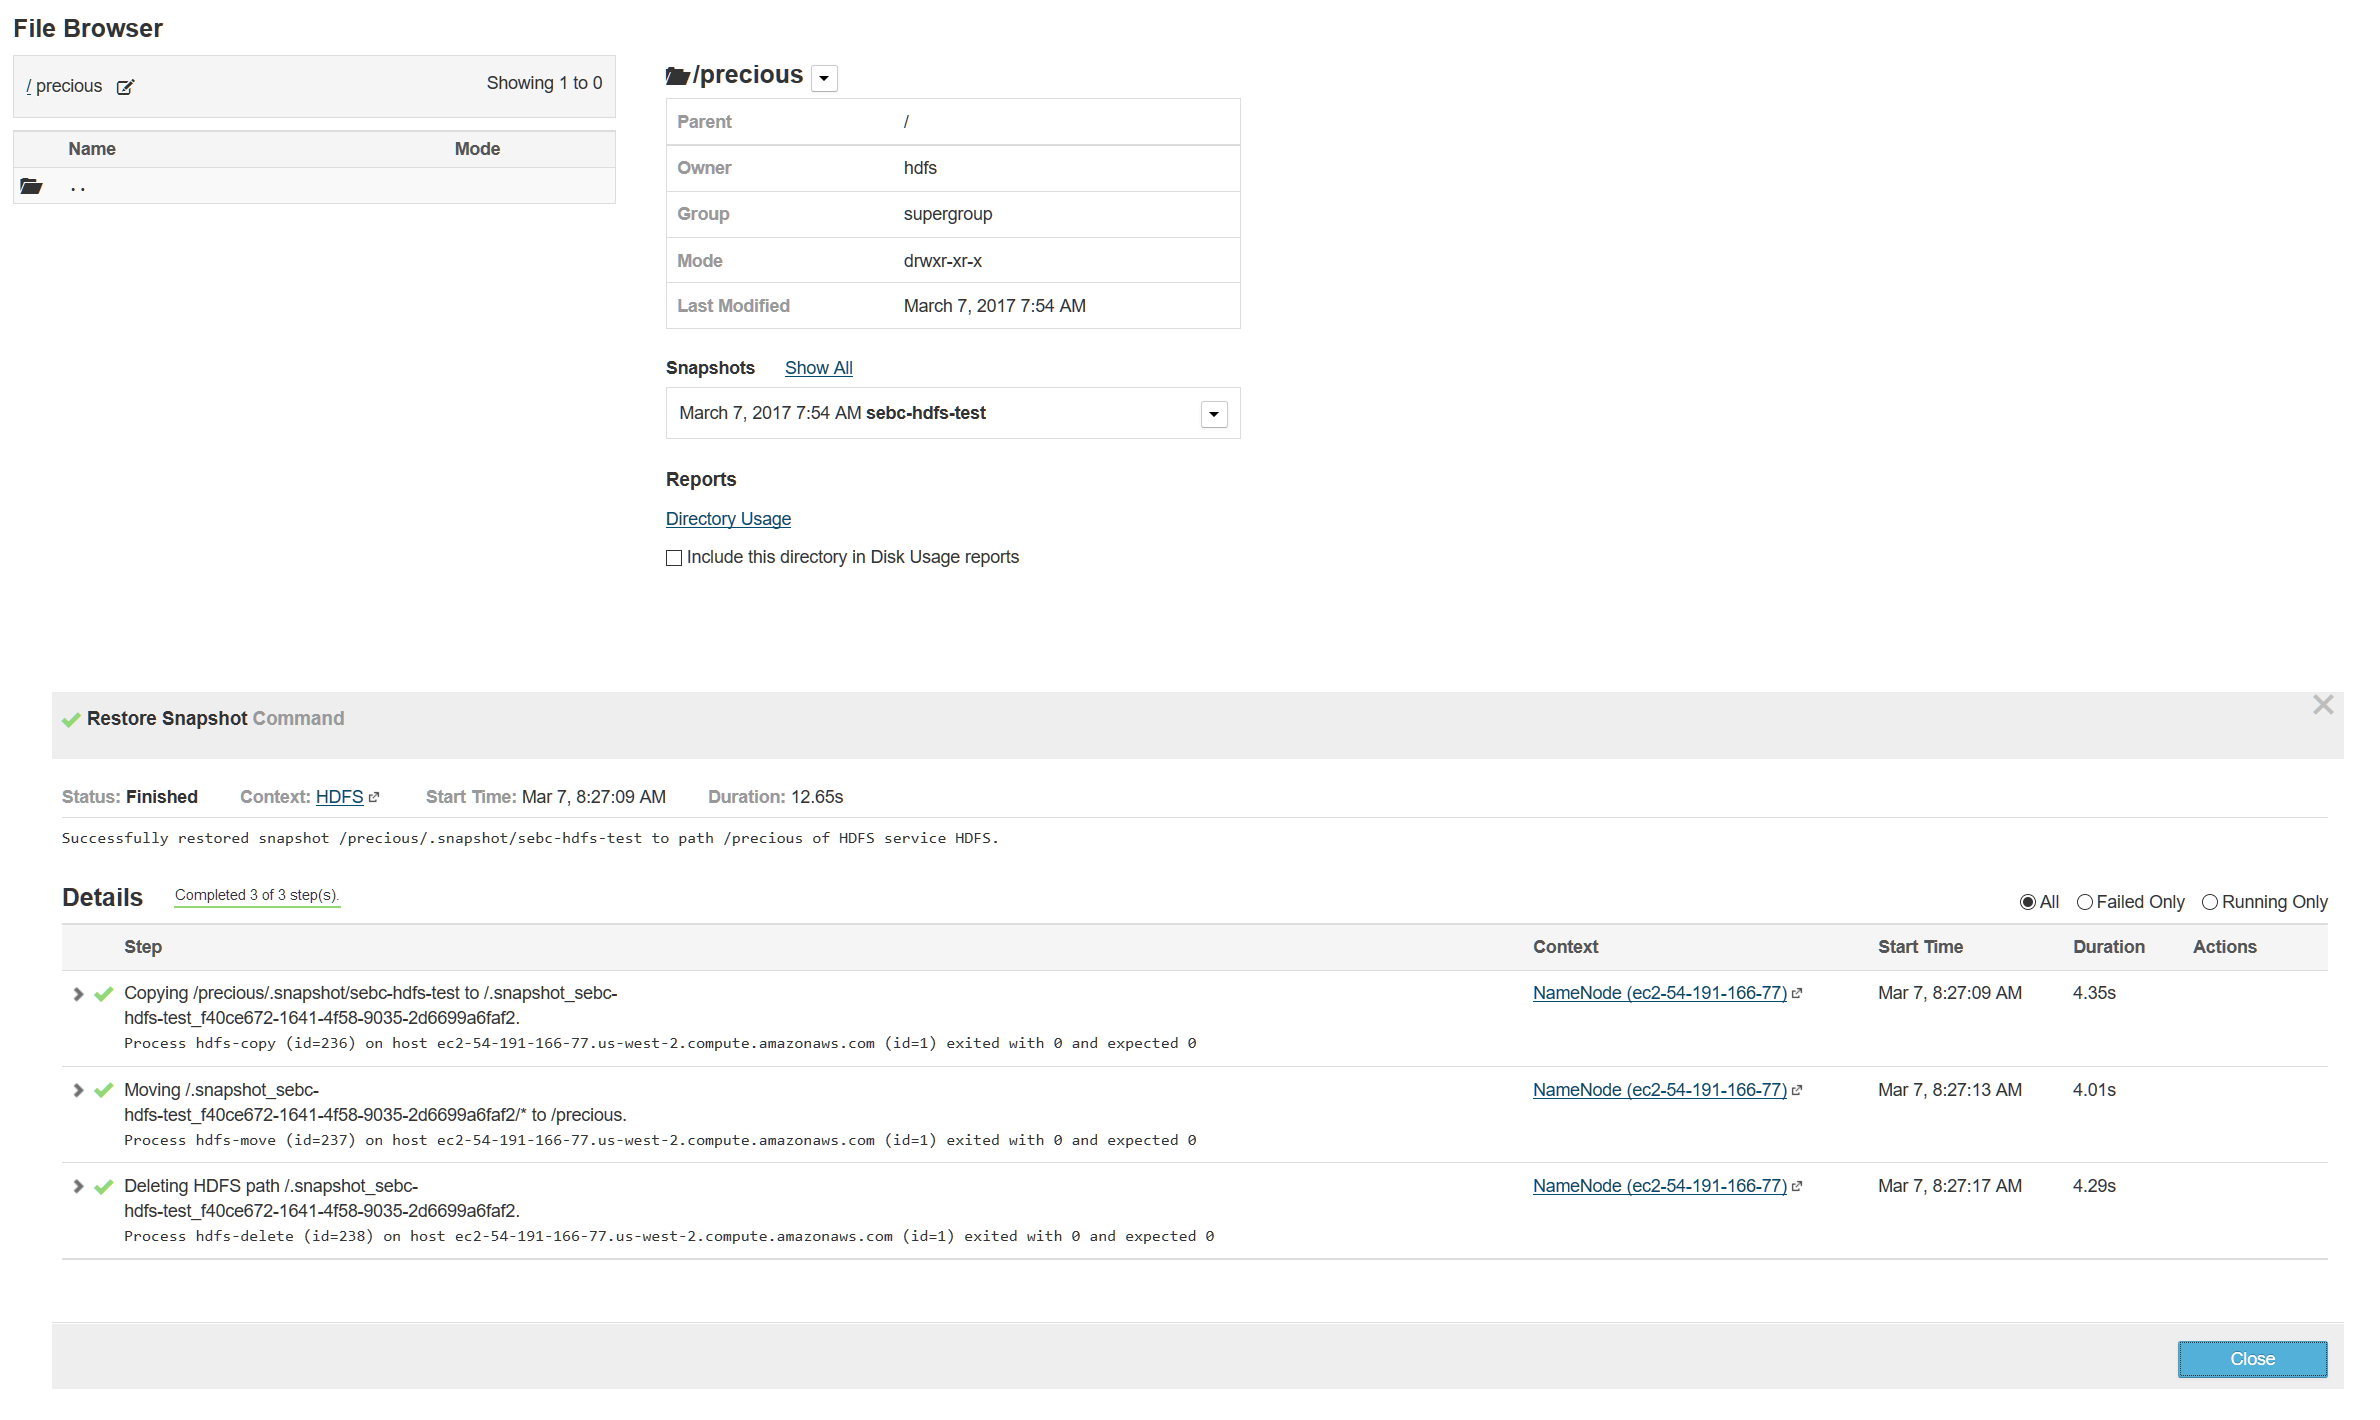 File Browser
/ precious
Showing 1 to 0
Name Mode
..
/precious
Parent /
Owner hdfs
Group supergroup
Mode drwxr-xr-x
Last Modified March 7, 2017 7:54 AM
Snapshots Show All
March 7, 2017 7:54 AM sebc-hdfs-test
Reports
Directory Usage
Include this directory in Disk Usage reports
Restore Snapshot Command
Status: Finished Context: HDFS Start Time: Mar 7, 8:27:09 AM Duration: 12.65s
Successfully restored snapshot /precious/.snapshot/sebc-hdfs-test to path /precious of HDFS service HDFS.
Details Completed 3 of 3 step(s).
All Failed Only Running Only
Step Context Start Time Duration Actions
Copying /precious/.snapshot/sebc-hdfs-test to /.snapshot_sebc- NameNode (ec2-54-191-166-77) Mar 7, 8:27:09 AM 4.35s
hdfs-test_f40ce672-1641-4f58-9035-2d6699a6faf2.
Process hdfs-copy (id=236) on host ec2-54-191-166-77.us-west-2.compute.amazonaws.com (id=1) exited with 0 and expected 0
Moving /.snapshot_sebc- NameNode (ec2-54-191-166-77) Mar 7, 8:27:13 AM 4.01s
hdfs-test_f40ce672-1641-4f58-9035-2d6699a6faf2/* to /precious.
Process hdfs-move (id=237) on host ec2-54-191-166-77.us-west-2.compute.amazonaws.com (id=1) exited with 0 and expected 0
Deleting HDFS path /.snapshot_sebc- NameNode (ec2-54-191-166-77) Mar 7, 8:27:17 AM 4.29s
hdfs-test_f40ce672-1641-4f58-9035-2d6699a6faf2.
Process hdfs-delete (id=238) on host ec2-54-191-166-77.us-west-2.compute.amazonaws.com (id=1) exited with 0 and expected 0
Close